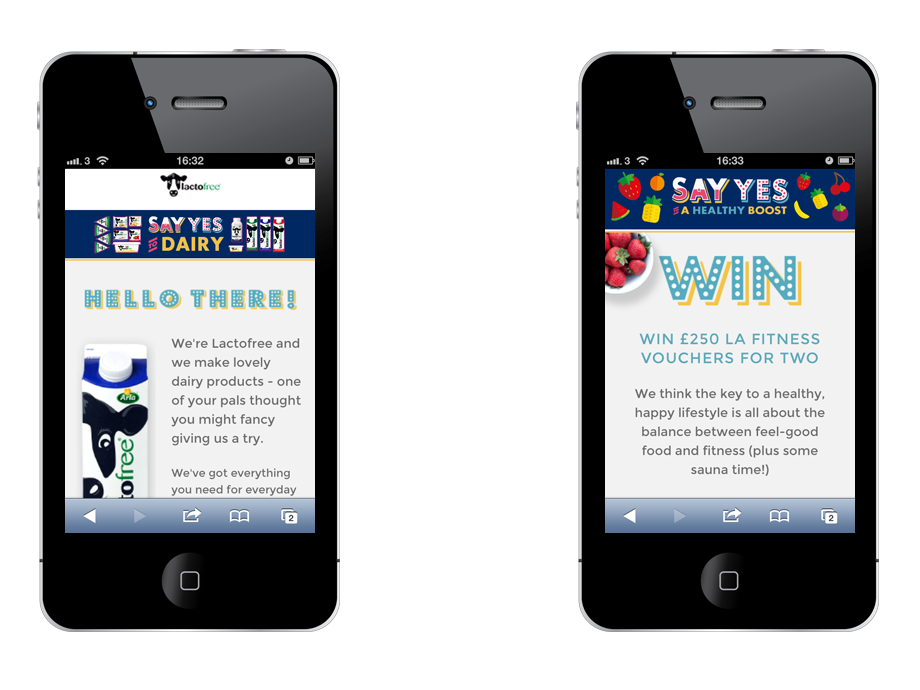 3
16:32
lactofree
SAY YES
TO DAIRY
HELLO THERE!
We're Lactofree and
we make lovely
dairy products - one
of your pals thought
you might fancy
giving us a try.
We've got everything
you need for everyday
Arla
ctofree
2
3
16:33
SAY YES
TO A HEALTHY BOOST
WIN
WIN £250 LA FITNESS
VOUCHERS FOR TWO
We think the key to a healthy,
happy lifestyle is all about the
balance between feel-good
food and fitness (plus some
sauna time!)
2